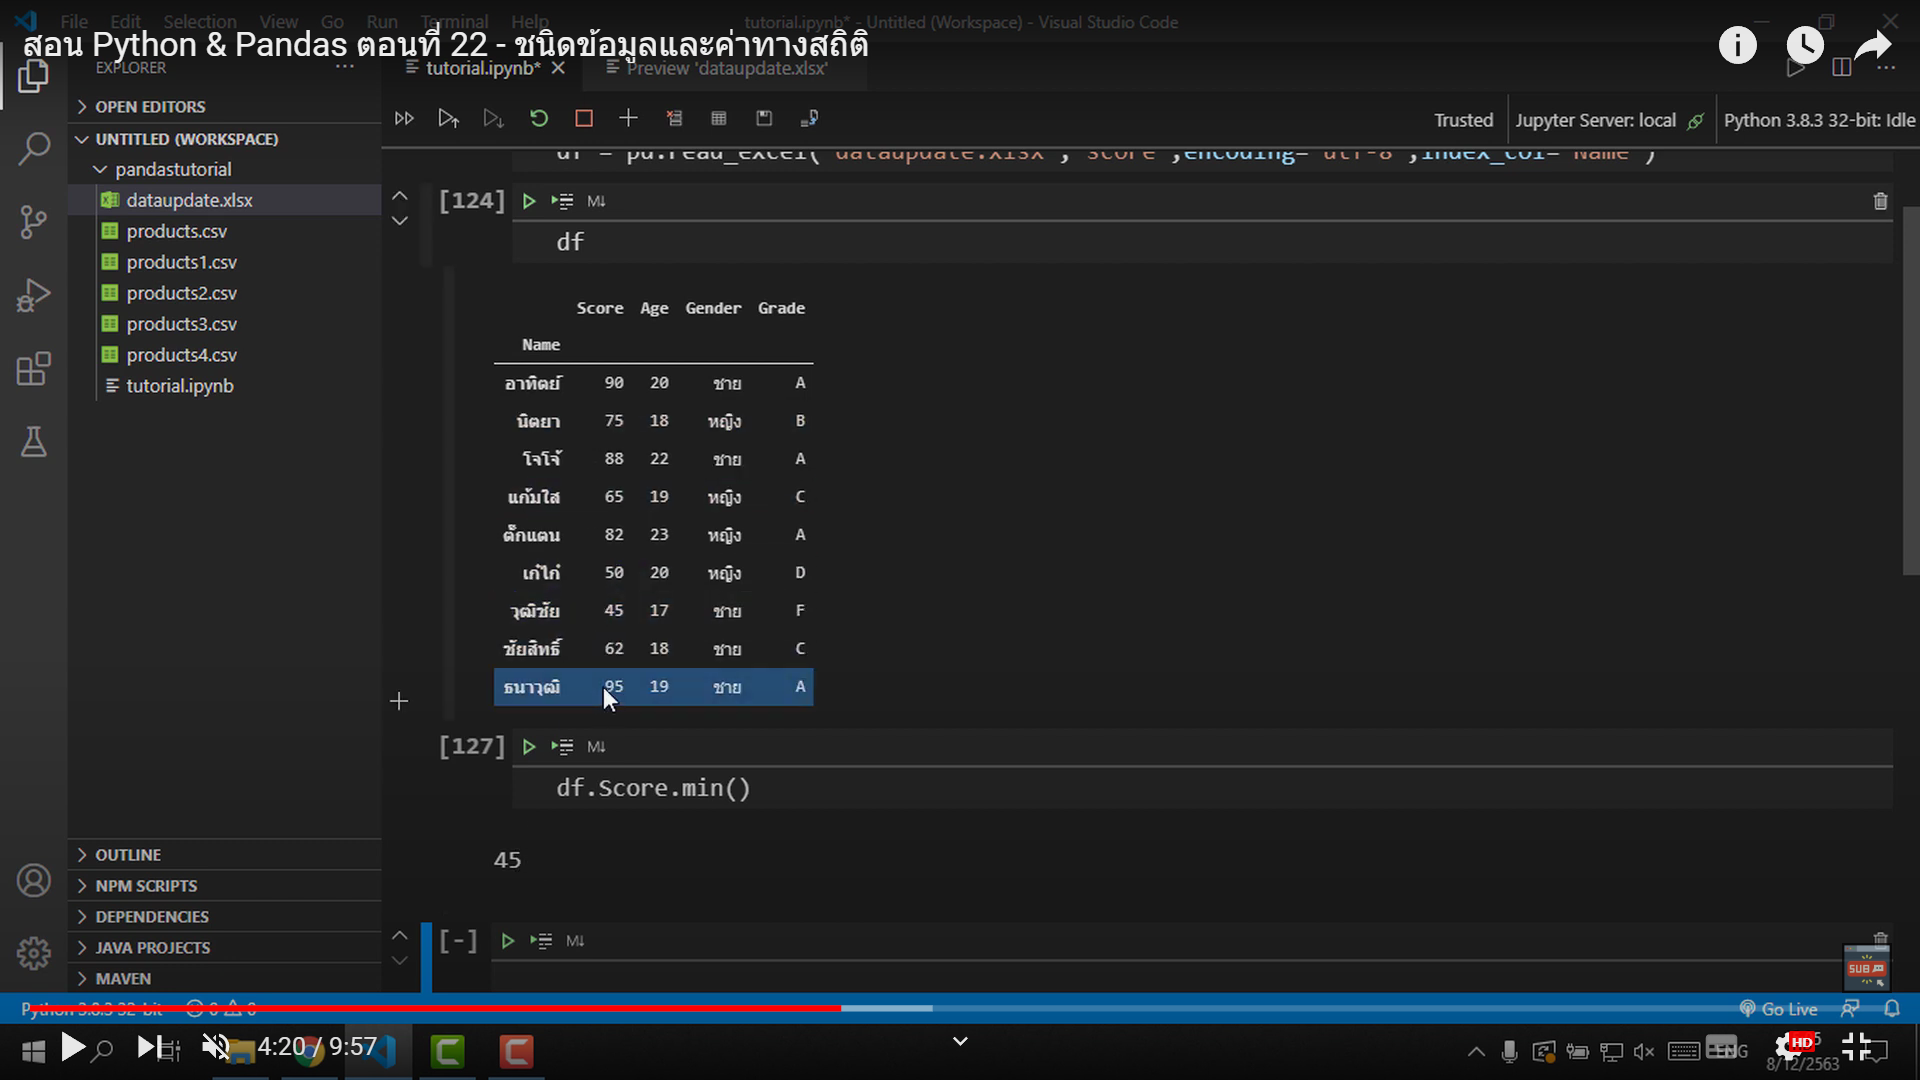 File Edit Selection View Go Run Terminal Help
tutorial.ipynb* - Untitled (Workspace) - Visual Studio Code
สอน Python & Pandas ตอนที่ 22 - ชนิดข้อมูลและค่าทางสถิติ
EXPLORER
tutorial.ipynb*
Preview 'dataupdate.xlsx'
OPEN EDITORS
Trusted
Jupyter Server: local
Python 3.8.3 32-bit: Idle
UNTITLED (WORKSPACE)
df = pd.read_excel("dataupdate.xlsx","score",encoding="utf-8",index_col="Name")
pandastutorial
dataupdate.xlsx
products.csv
products1.csv
products2.csv
products3.csv
products4.csv
tutorial.ipynb
[124] M↓
df
Score Age Gender Grade
Name
อาทิตย์ 90 20 ชาย A
นิตยา 75 18 หญิง B
โจโจ้ 88 22 ชาย A
แก้มใส 65 19 หญิง C
ตั๊กแตน 82 23 หญิง A
เก๋ไก๋ 50 20 หญิง D
วุฒิชัย 45 17 ชาย F
ชัยสิทธิ์ 62 18 ชาย C
ธนาวุฒิ 95 19 ชาย A
[127] M↓
df.Score.min()
45
[-] M↓
OUTLINE
NPM SCRIPTS
DEPENDENCIES
JAVA PROJECTS
MAVEN
SUB
Python 3.8.3 32-bit 0 0
Go Live
4:20 / 9:57
ENG
HD
8/12/2563